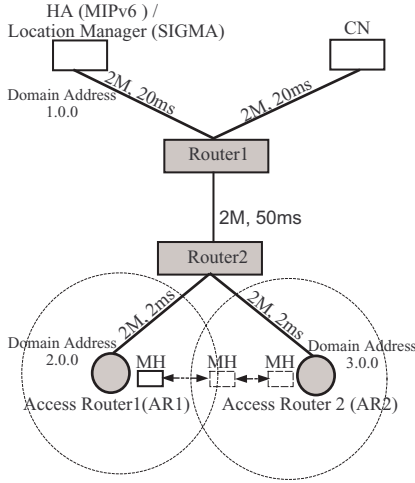 HA (MIPv6 ) /
Location Manager (SIGMA)
CN
Domain Address
1.0.0
2M, 20ms
2M, 20ms
Router1
2M, 50ms
Router2
2M, 2ms
2M, 2ms
Domain Address
2.0.0
Domain Address
3.0.0
MH
MH
MH
Access Router1(AR1)
Access Router 2 (AR2)